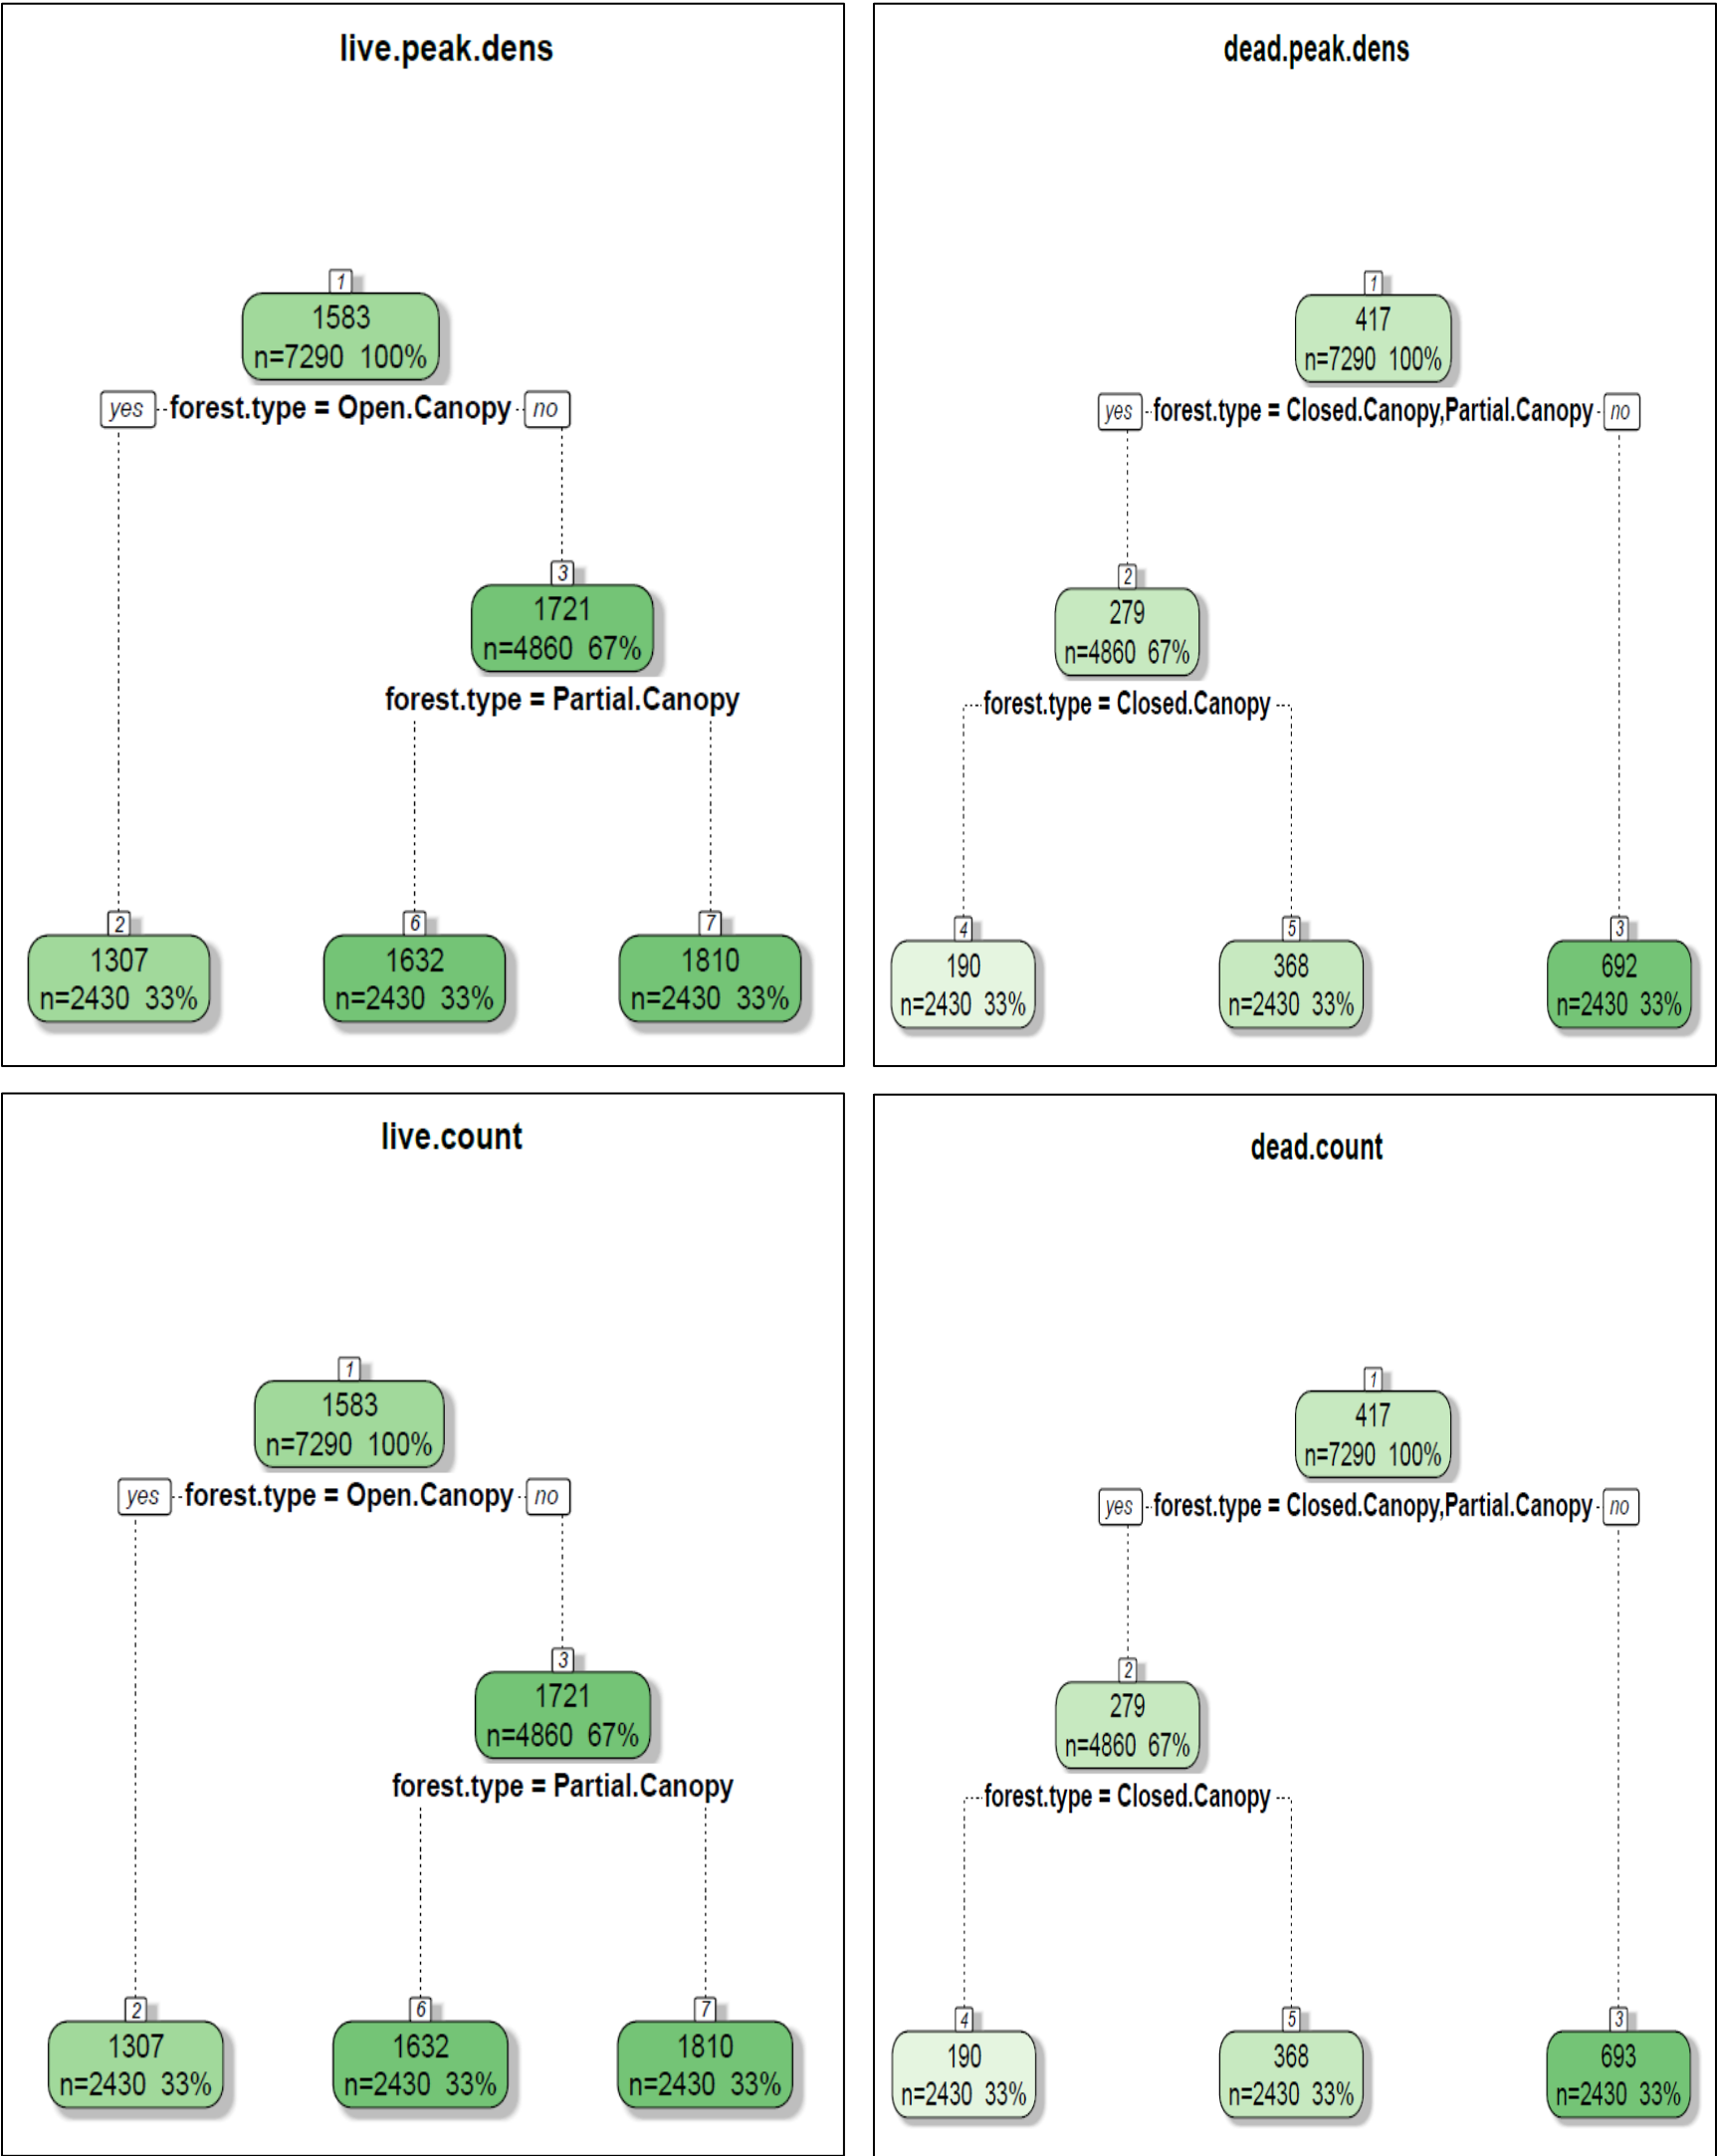 live.peak.dens
1
1583
n=7290 100%
yes forest.type = Open.Canopy no
3
1721
n=4860 67%
forest.type = Partial.Canopy
2 6 7
1307 1632 1810
n=2430 33% n=2430 33% n=2430 33%
dead.peak.dens
1
417
n=7290 100%
yes forest.type = Closed.Canopy,Partial.Canopy no
2
279
n=4860 67%
forest.type = Closed.Canopy
4 5 3
190 368 692
n=2430 33% n=2430 33% n=2430 33%
live.count
1
1583
n=7290 100%
yes forest.type = Open.Canopy no
3
1721
n=4860 67%
forest.type = Partial.Canopy
2 6 7
1307 1632 1810
n=2430 33% n=2430 33% n=2430 33%
dead.count
1
417
n=7290 100%
yes forest.type = Closed.Canopy,Partial.Canopy no
2
279
n=4860 67%
forest.type = Closed.Canopy
4 5 3
190 368 693
n=2430 33% n=2430 33% n=2430 33%